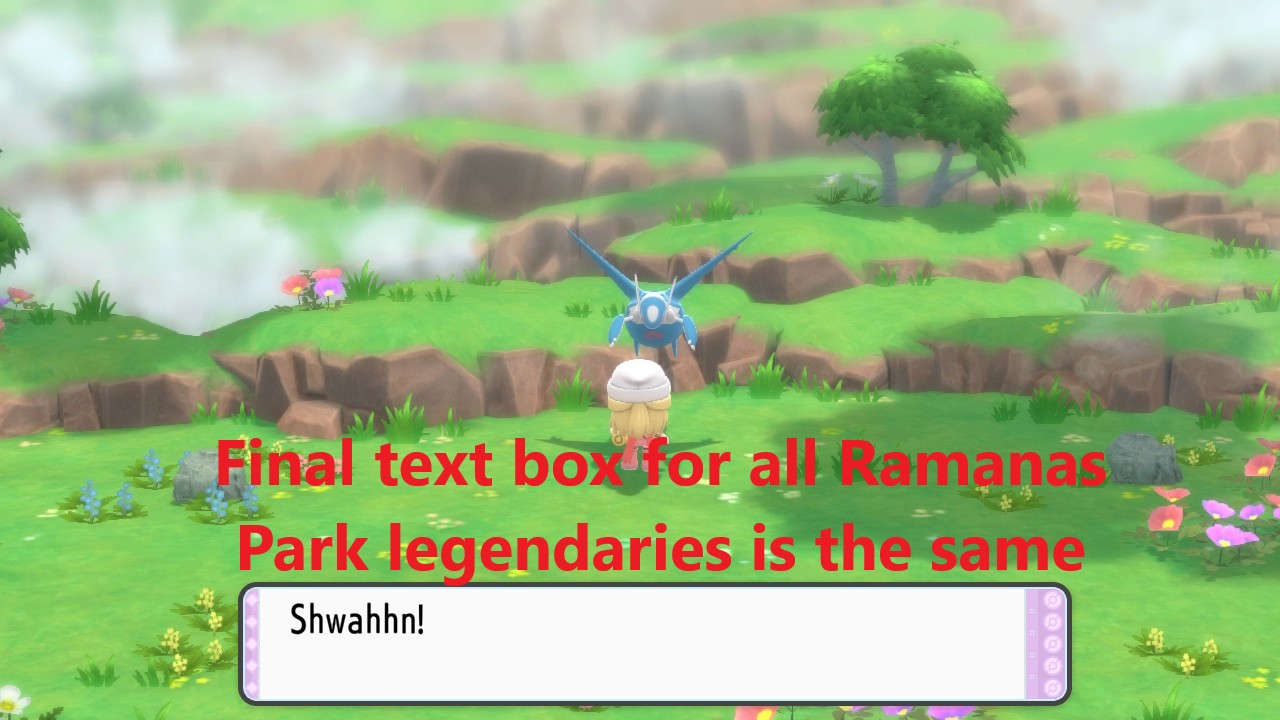 Final text box for all Ramanas
Park legendaries is the same
Shwahhn!